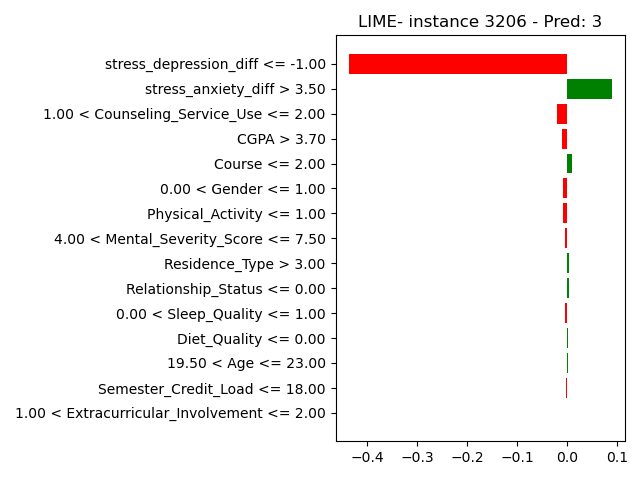 LIME- instance 3206 - Pred: 3
stress_depression_diff <= -1.00
stress_anxiety_diff > 3.50
1.00 < Counseling_Service_Use <= 2.00
CGPA > 3.70
Course <= 2.00
0.00 < Gender <= 1.00
Physical_Activity <= 1.00
4.00 < Mental_Severity_Score <= 7.50
Residence_Type > 3.00
Relationship_Status <= 0.00
0.00 < Sleep_Quality <= 1.00
Diet_Quality <= 0.00
19.50 < Age <= 23.00
Semester_Credit_Load <= 18.00
1.00 < Extracurricular_Involvement <= 2.00
−0.4 −0.3 −0.2 −0.1 0.0 0.1